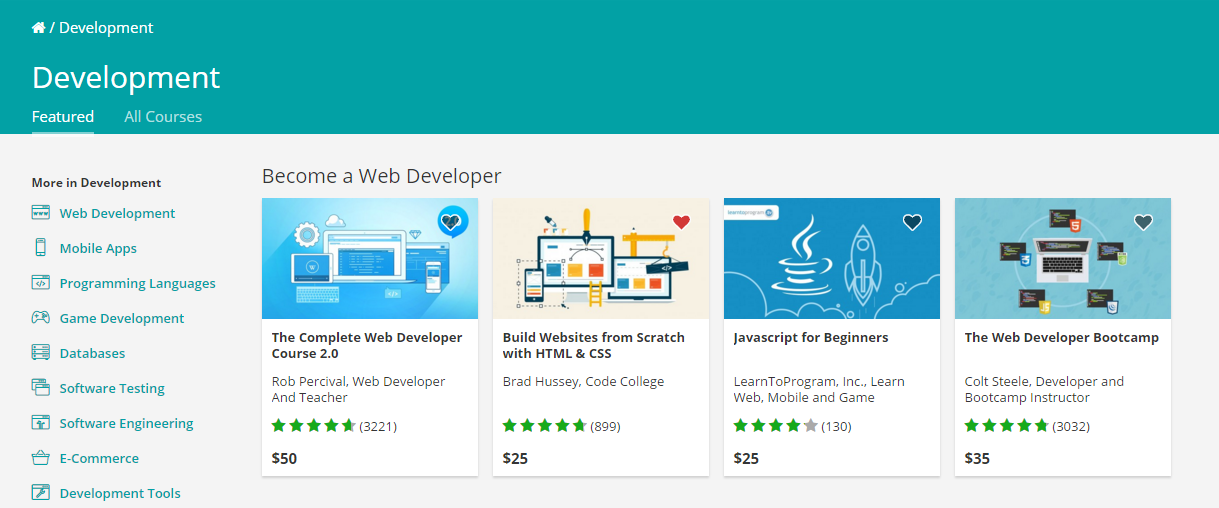 / Development
Development
Featured
All Courses
More in Development
Web Development
Mobile Apps
Programming Languages
Game Development
Databases
Software Testing
Software Engineering
E-Commerce
Development Tools
Become a Web Developer
The Complete Web Developer
Course 2.0
Rob Percival, Web Developer
And Teacher
(3221)
$50
Build Websites from Scratch
with HTML & CSS
Brad Hussey, Code College
(899)
$25
learntoprogram
Javascript for Beginners
LearnToProgram, Inc., Learn
Web, Mobile and Game
(130)
$25
The Web Developer Bootcamp
Colt Steele, Developer and
Bootcamp Instructor
(3032)
$35